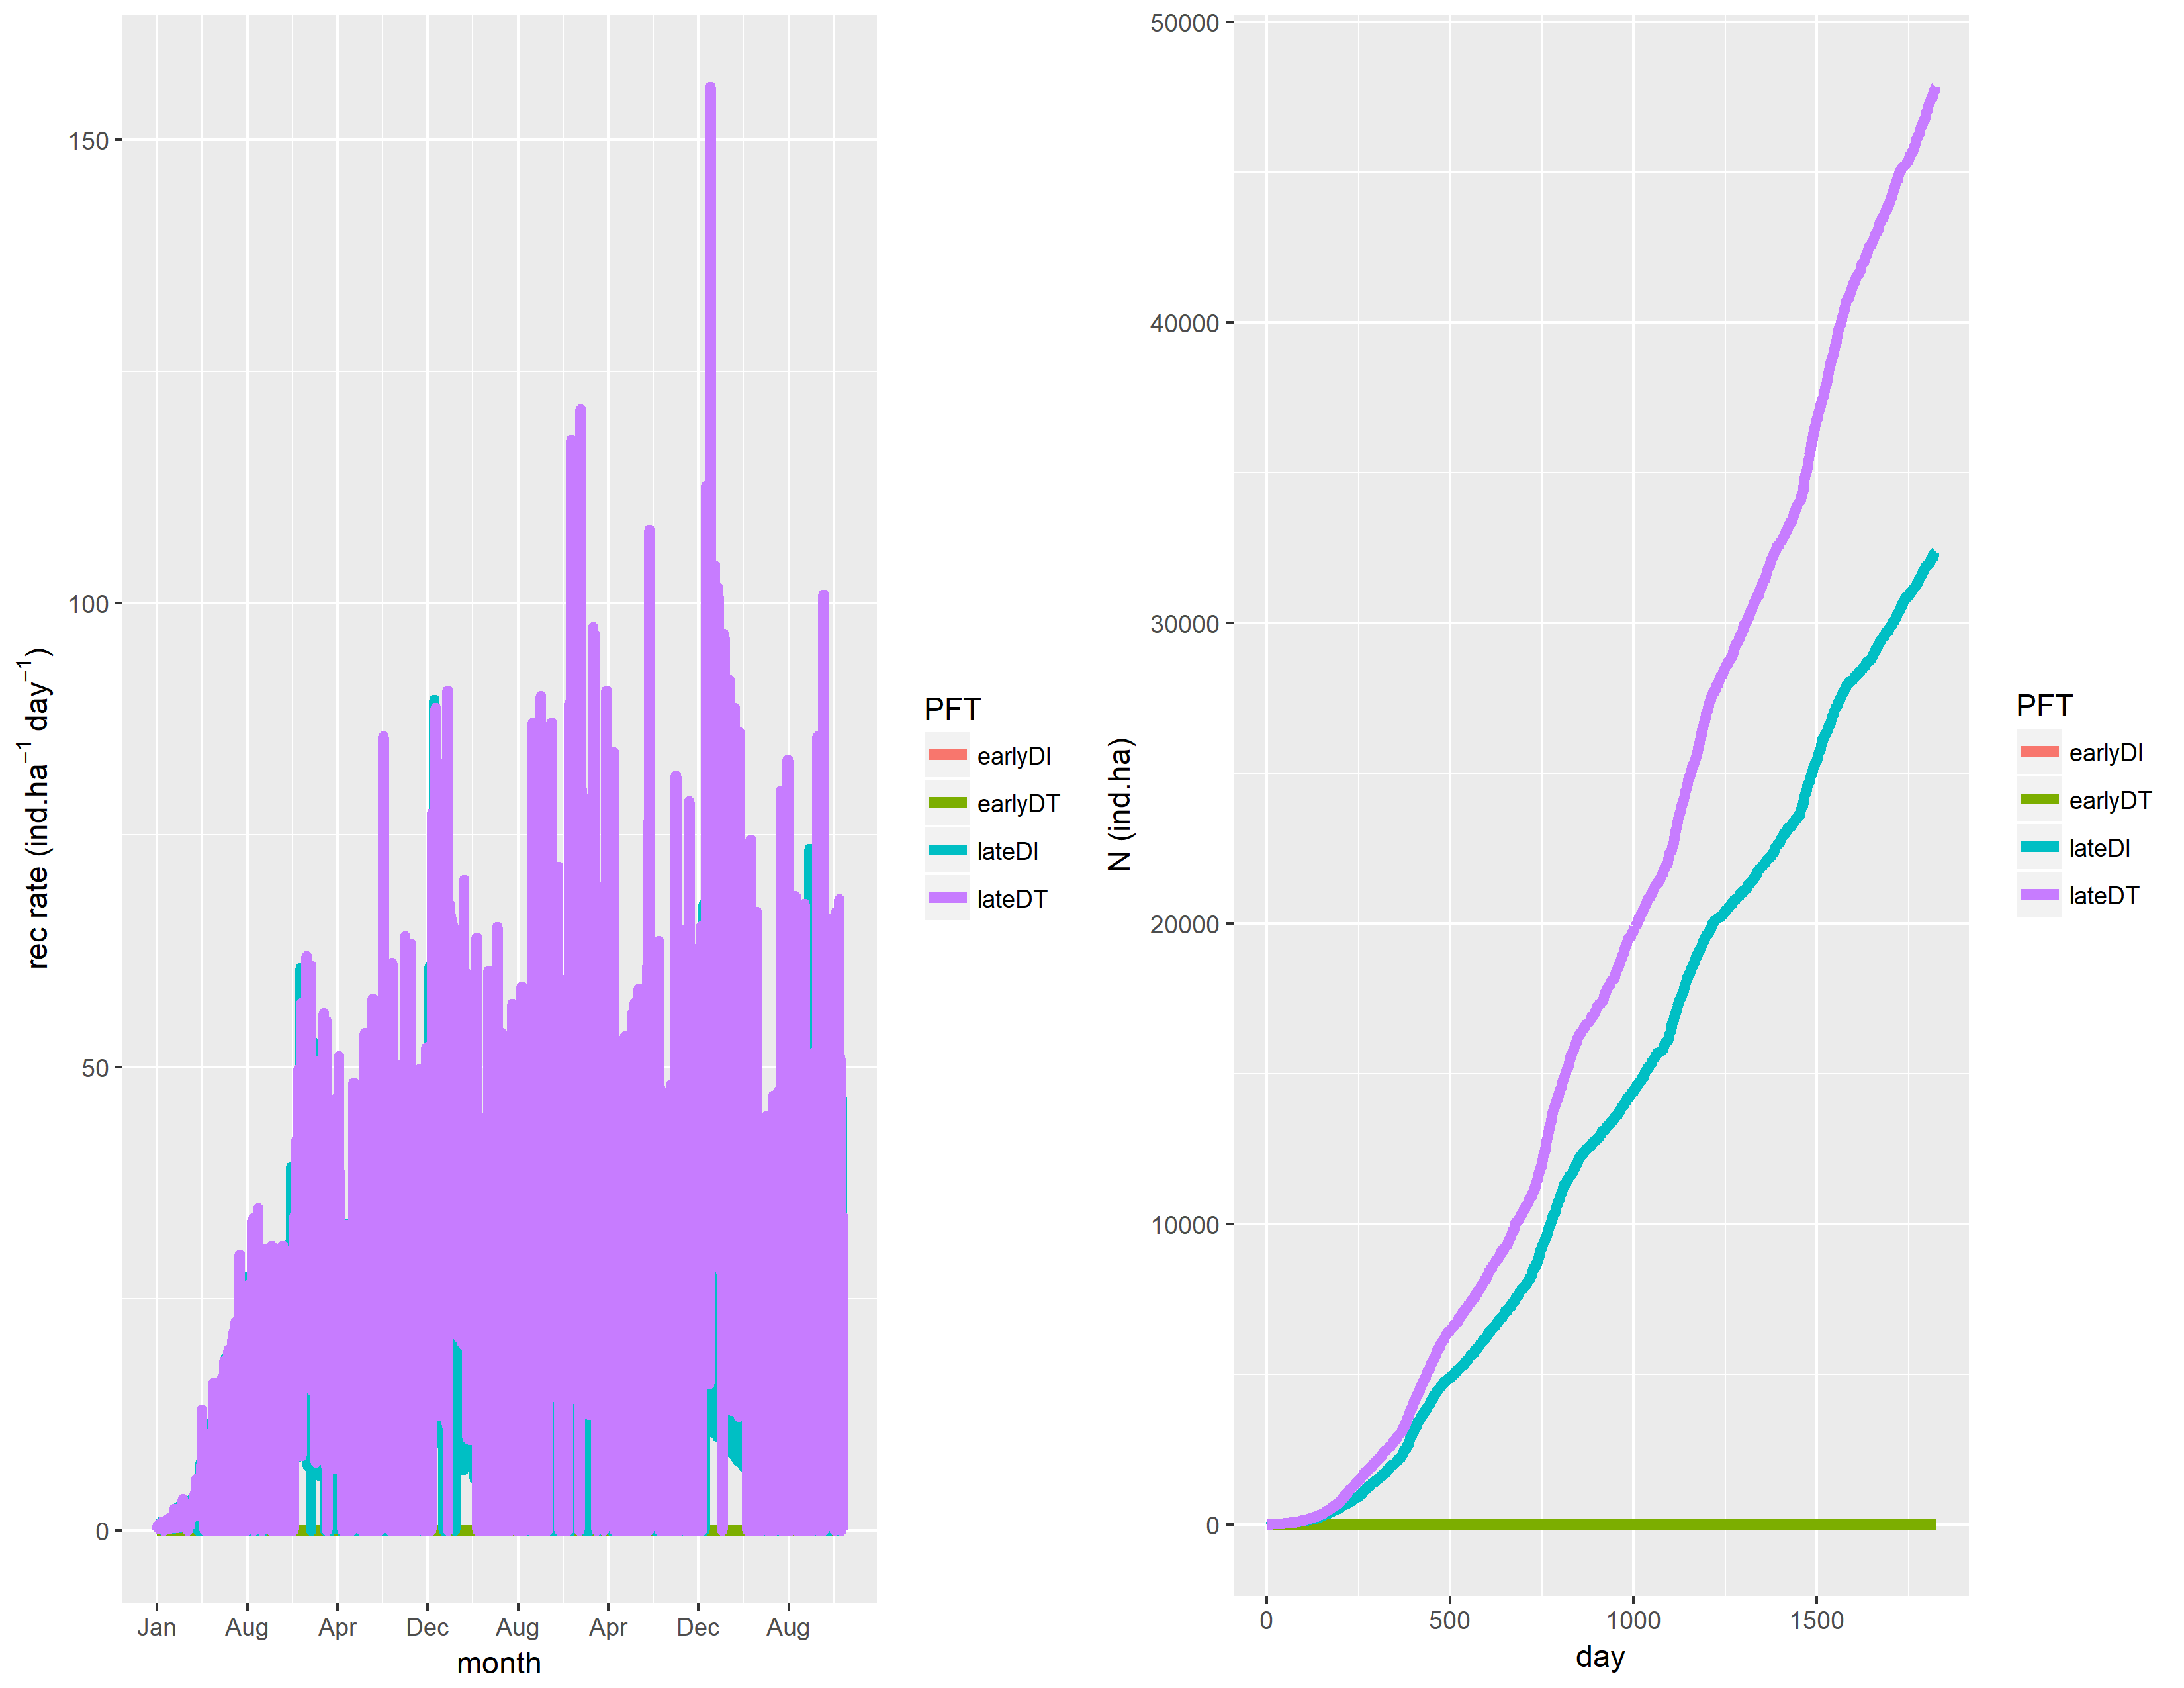 150
100
50
0
rec rate (ind.ha⁻¹ day⁻¹)
Jan Aug Apr Dec Aug Apr Dec Aug
month
PFT
earlyDI
earlyDT
lateDI
lateDT
50000
40000
30000
20000
10000
0
N (ind.ha)
0 500 1000 1500
day
PFT
earlyDI
earlyDT
lateDI
lateDT